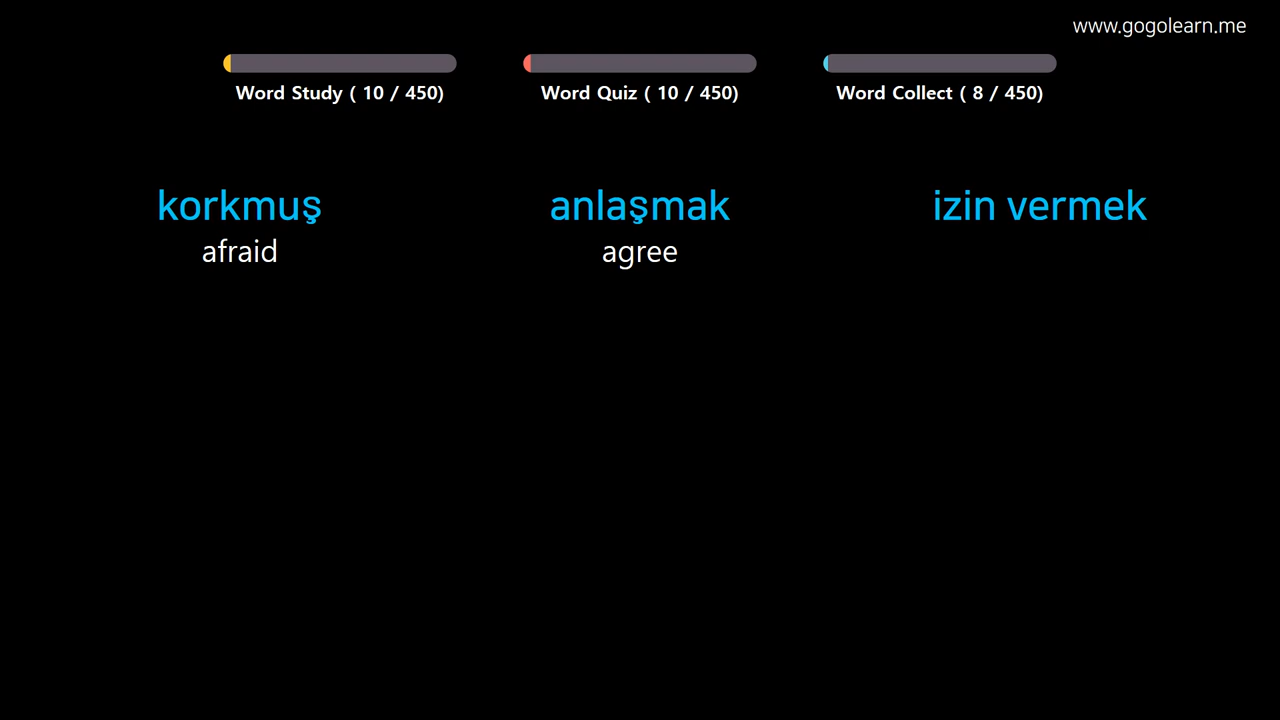 www.gogolearn.me
Word Study ( 10 / 450)
Word Quiz ( 10 / 450)
Word Collect ( 8 / 450)
korkmuş
afraid
anlaşmak
agree
izin vermek